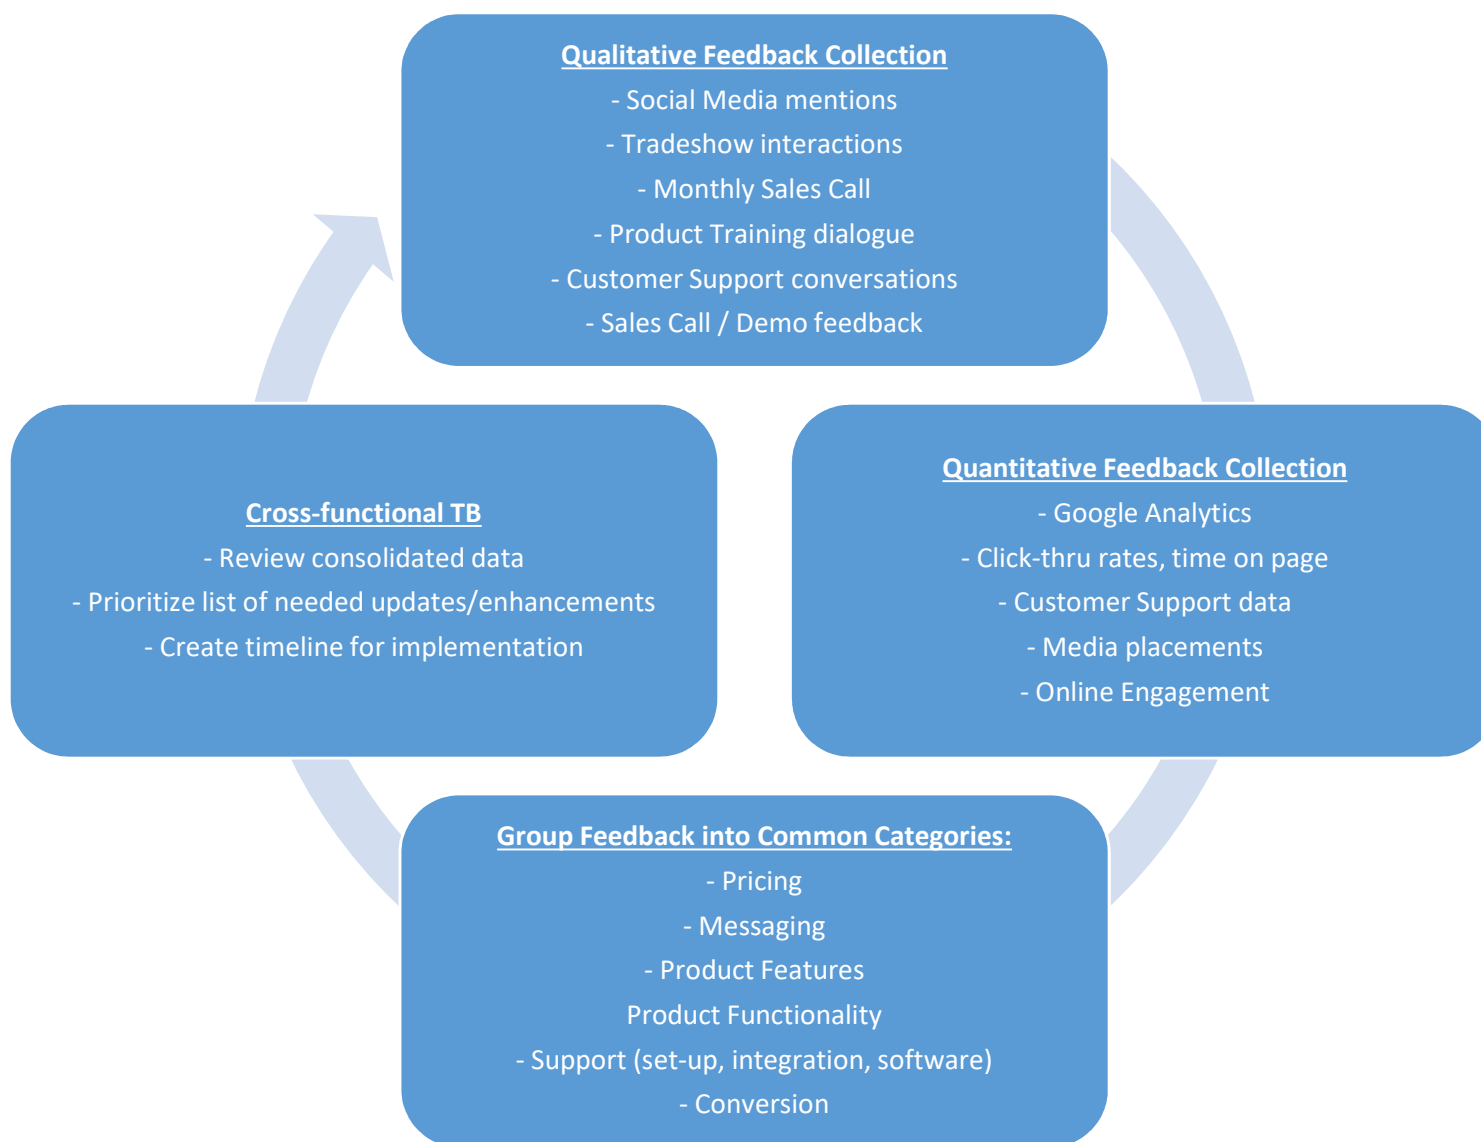 Qualitative Feedback Collection
- Social Media mentions
- Tradeshow interactions
- Monthly Sales Call
- Product Training dialogue
- Customer Support conversations
- Sales Call / Demo feedback
Quantitative Feedback Collection
- Google Analytics
- Click-thru rates, time on page
- Customer Support data
- Media placements
- Online Engagement
Group Feedback into Common Categories:
- Pricing
- Messaging
- Product Features
Product Functionality
- Support (set-up, integration, software)
- Conversion
Cross-functional TB
- Review consolidated data
- Prioritize list of needed updates/enhancements
- Create timeline for implementation